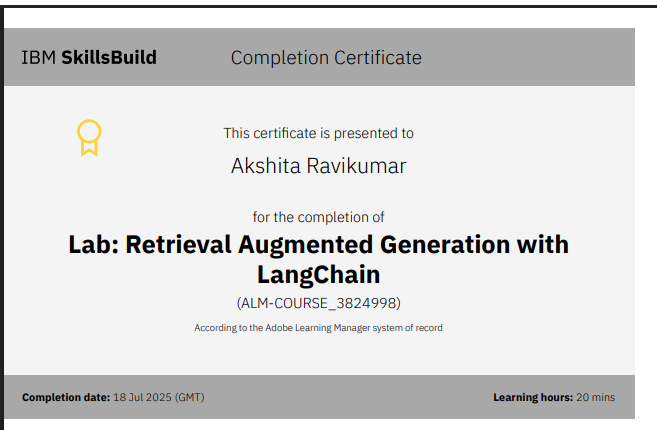 IBM SkillsBuild
Completion Certificate
This certificate is presented to
Akshita Ravikumar
for the completion of
Lab: Retrieval Augmented Generation with
LangChain
(ALM-COURSE_3824998)
According to the Adobe Learning Manager system of record
Completion date: 18 Jul 2025 (GMT)
Learning hours: 20 mins